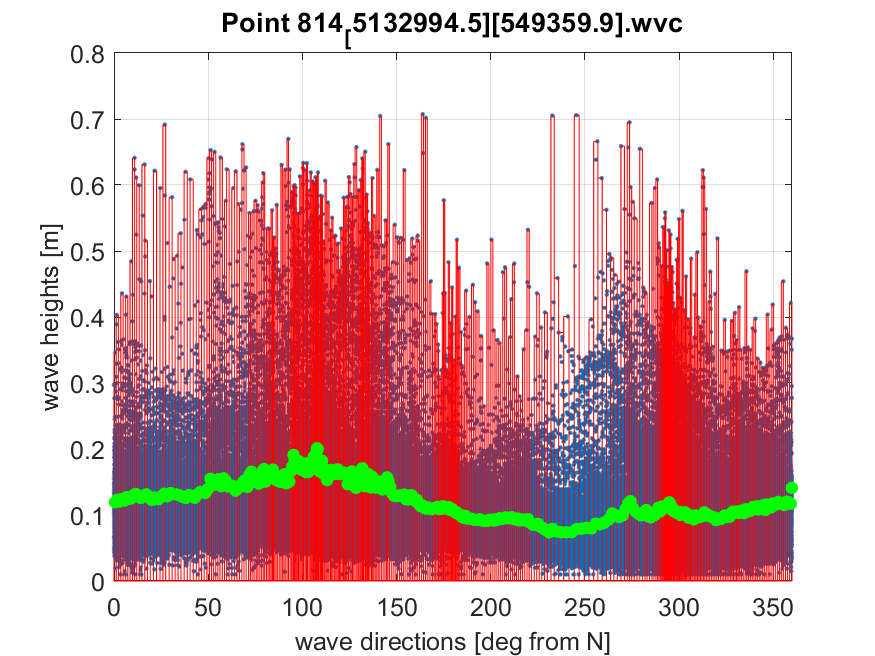 Point 814[5132994.5][549359.9].wvc
0.8
0.7
0.6
0.5
0.4
0.3
0.2
0.1
0
wave heights [m]
0 50 100 150 200 250 300 350
wave directions [deg from N]